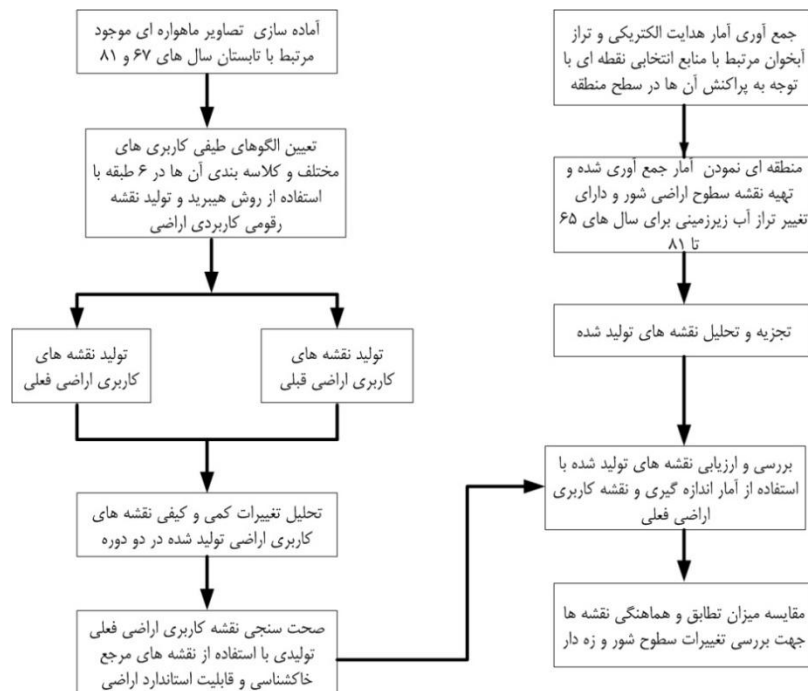 آماده سازی تصاویر ماهواره ای موجود
مرتبط با تابستان سال های ۶۷ و ۸۱
تعیین الگوهای طیفی کاربری های
مختلف و کلاسه بندی آن ها در ۶ طبقه با
استفاده از روش هیبرید و تولید نقشه
رقومی کاربردی اراضی
تولید نقشه های
کاربری اراضی قبلی
تولید نقشه های
کاربری اراضی فعلی
تحلیل تغییرات کمی و کیفی نقشه های
کاربری اراضی تولید شده در دو دوره
صحت سنجی نقشه کاربری اراضی فعلی
تولیدی با استفاده از نقشه های مرجع
خاکشناسی و قابلیت استاندارد اراضی
جمع آوری آمار هدایت الکتریکی و تراز
آبخوان مرتبط با منابع انتخابی نقطه ای با
توجه به پراکنش آن ها در سطح منطقه
منطقه ای نمودن آمار جمع آوری شده و
تهیه نقشه سطوح اراضی شور و دارای
تغییر تراز آب زیرزمینی برای سال های ۶۵
تا ۸۱
تجزیه و تحلیل نقشه های تولید شده
بررسی و ارزیابی نقشه های تولید شده با
استفاده از آمار اندازه گیری و نقشه کاربری
اراضی فعلی
مقایسه میزان تطابق و هماهنگی نقشه ها
جهت بررسی تغییرات سطوح شور و زه دار